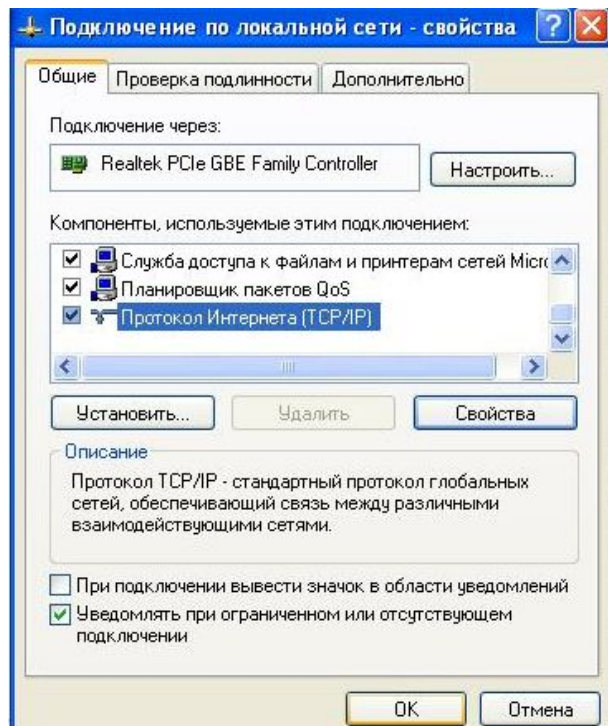 Подключение по локальной сети - свойства
Общие
Проверка подлинности
Дополнительно
Подключение через:
Realtek PCIe GBE Family Controller
Настроить...
Компоненты, используемые этим подключением:
Служба доступа к файлам и принтерам сетей Micro
Планировщик пакетов QoS
Протокол Интернета (TCP/IP)
Установить...
Удалить
Свойства
Описание
Протокол TCP/IP - стандартный протокол глобальных
сетей, обеспечивающий связь между различными
взаимодействующими сетями.
При подключении вывести значок в области уведомлений
Уведомлять при ограниченном или отсутствующем
подключении
OK
Отмена